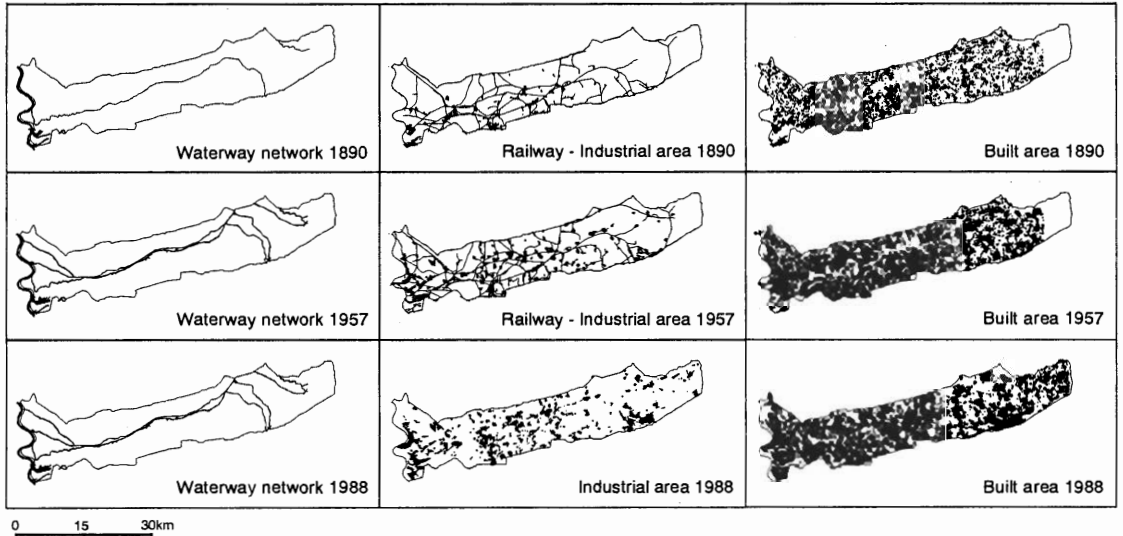 Waterway network 1890
Railway - Industrial area 1890
Built area 1890
Waterway network 1957
Railway - Industrial area 1957
Built area 1957
Waterway network 1988
Industrial area 1988
Built area 1988
0 15 30km